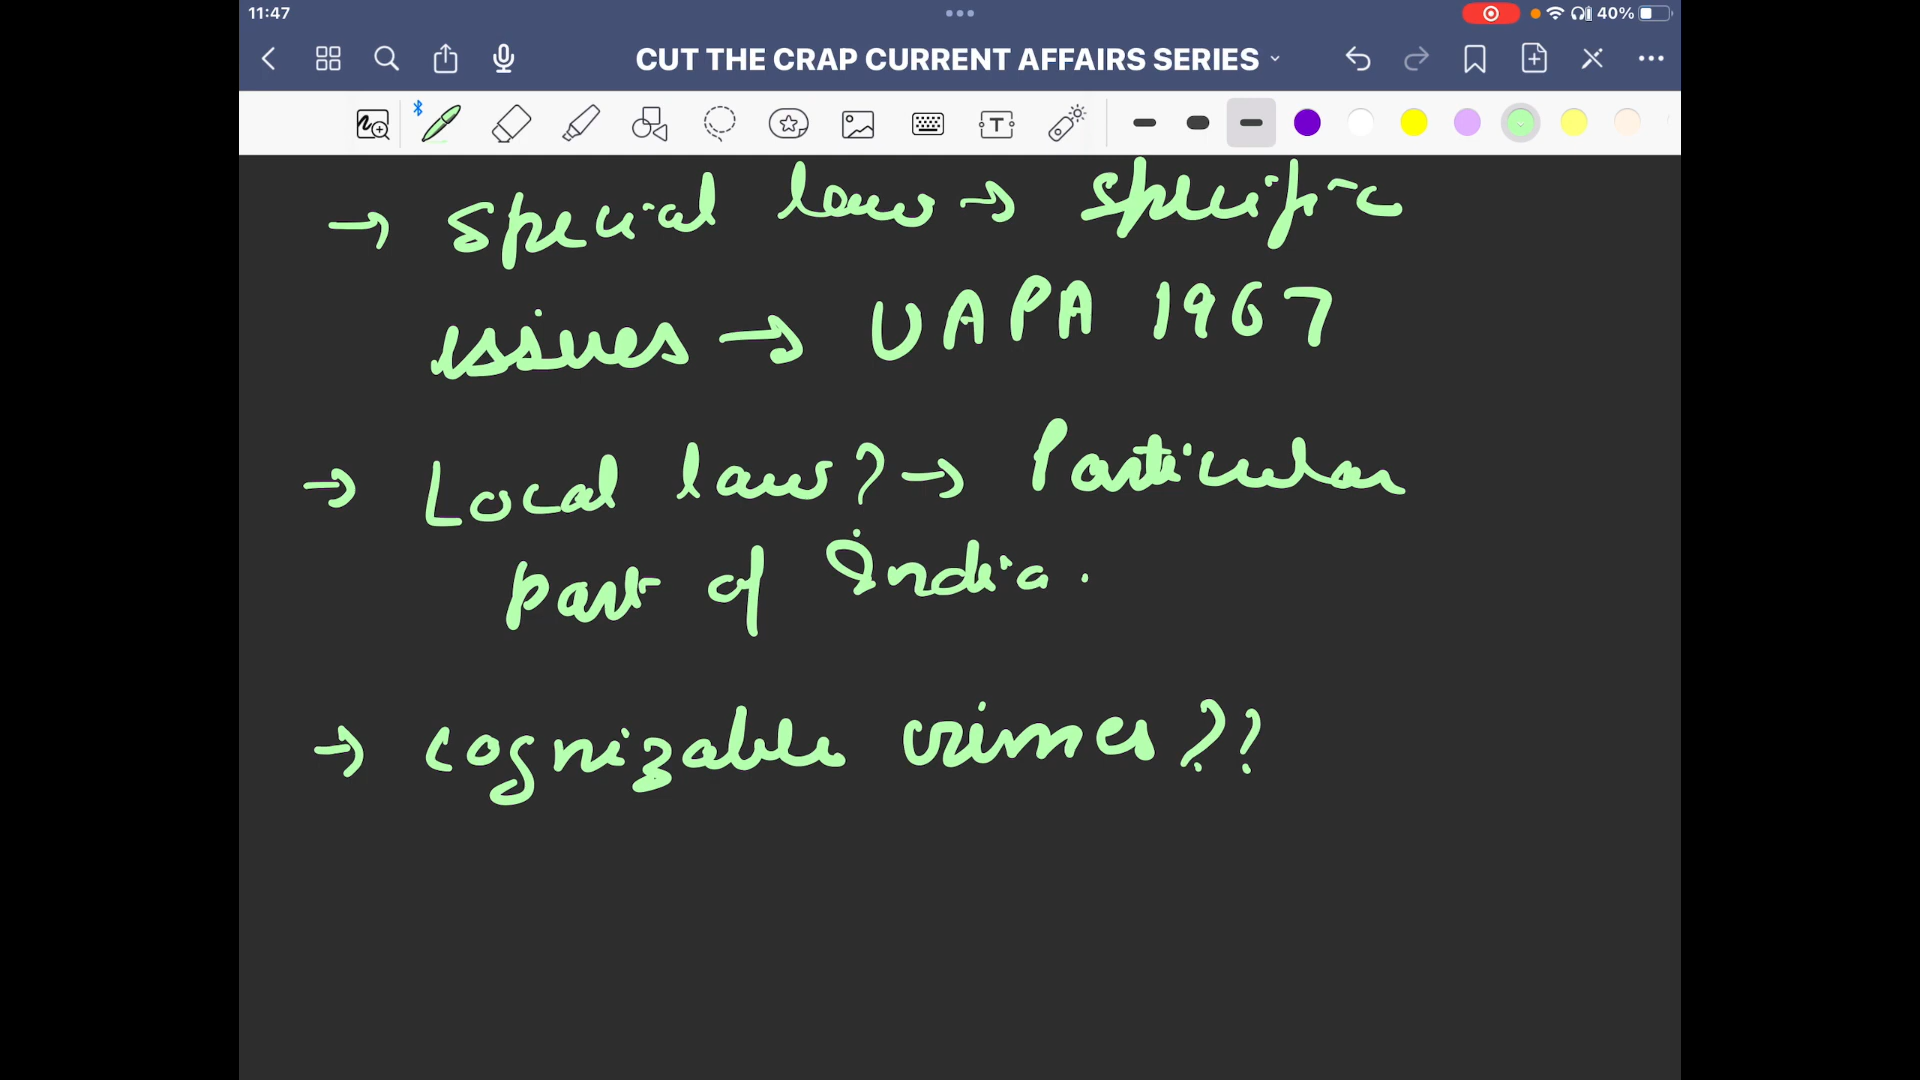 11:47
40%
CUT THE CRAP CURRENT AFFAIRS SERIES
T
→ Special laws → Specific
issues → UAPA 1967
→ Local laws? → Particular
part of India.
→ Cognizable crimes??